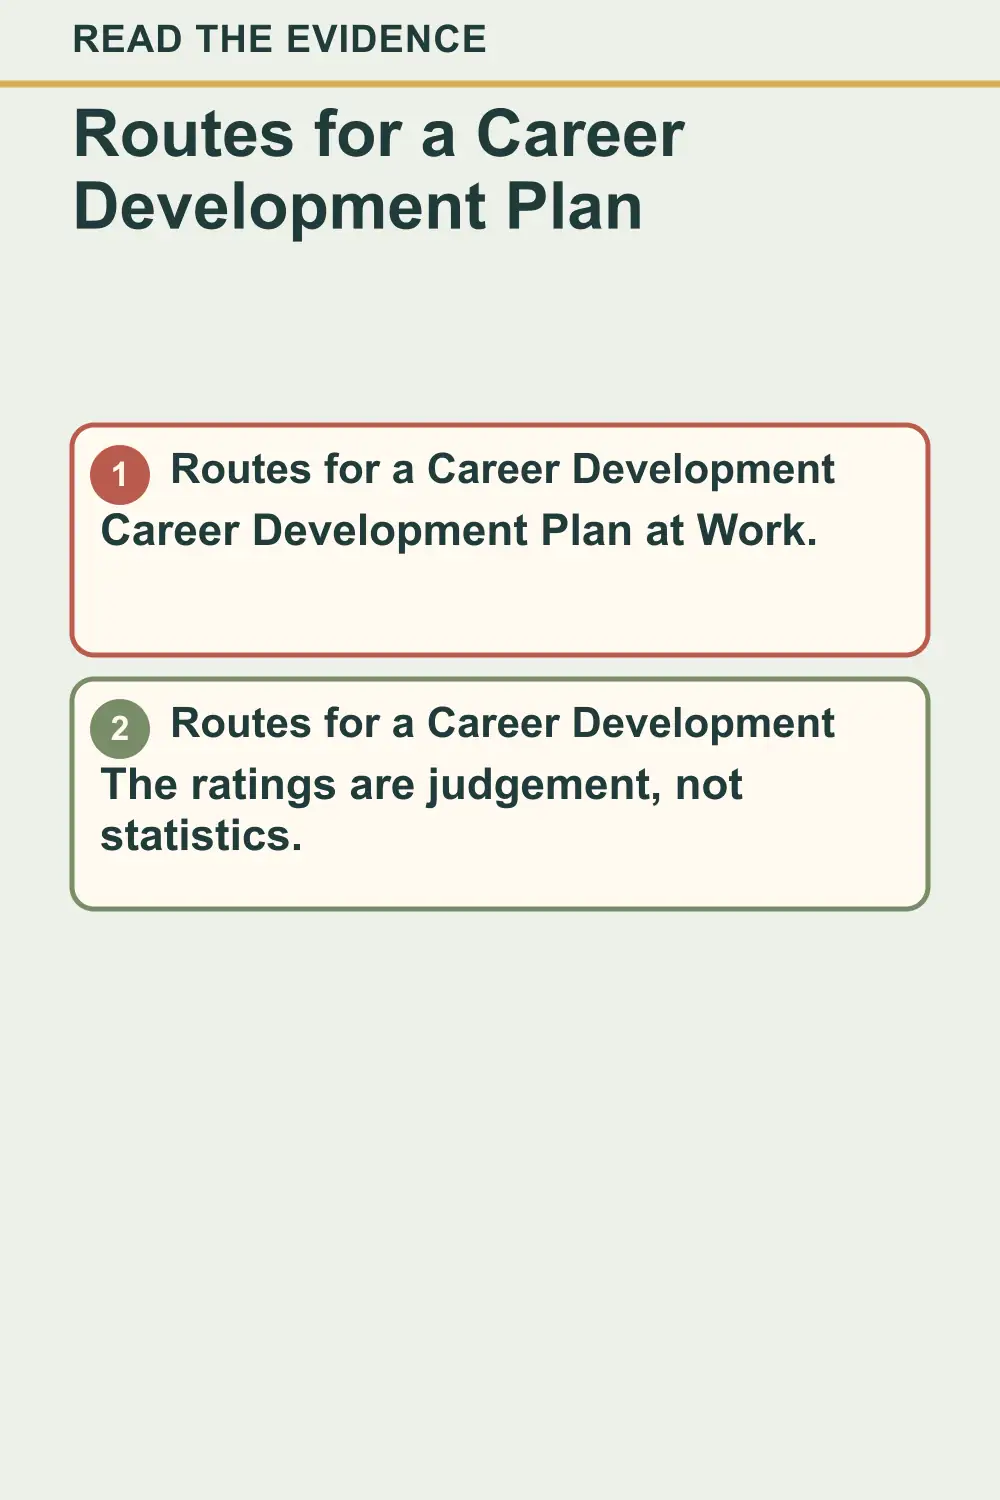 READ THE EVIDENCE
Routes for a Career
Development Plan
1 Routes for a Career Development
Career Development Plan at Work.
2 Routes for a Career Development
The ratings are judgement, not
statistics.